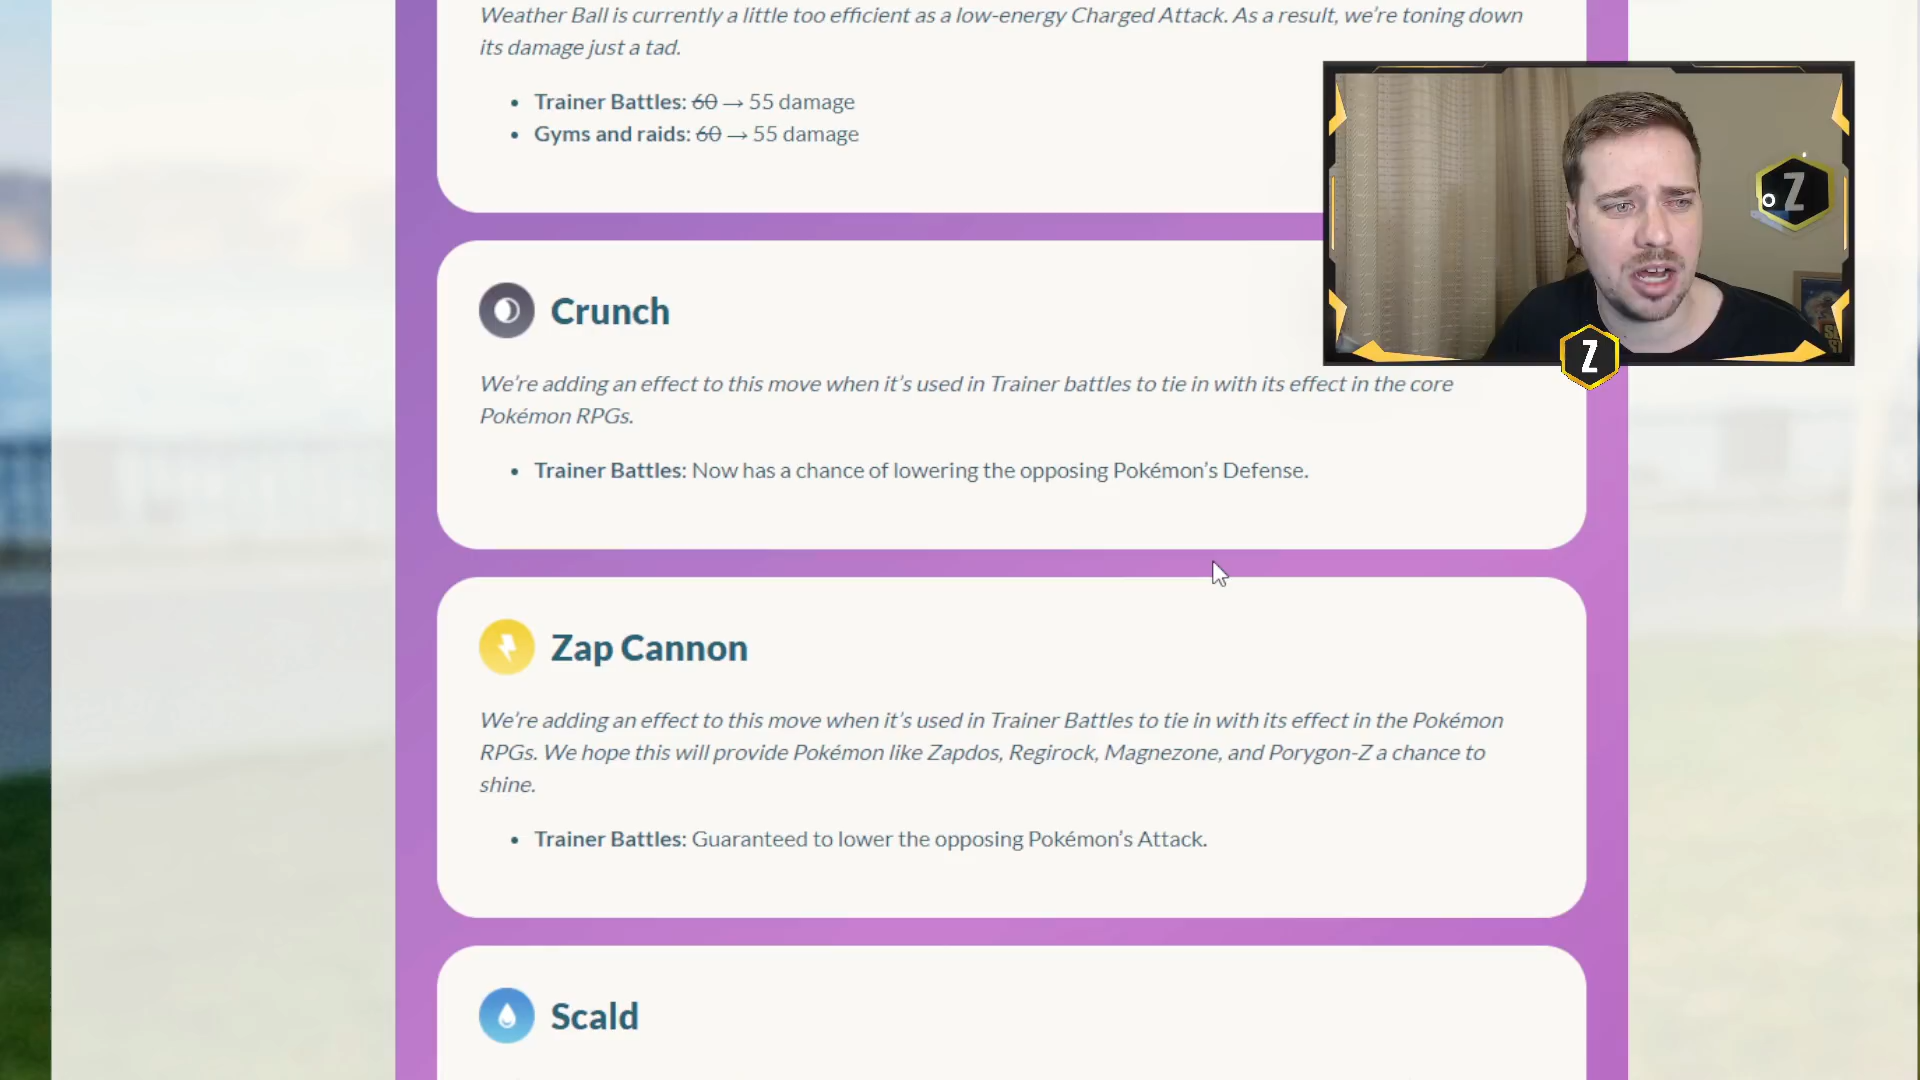 Weather Ball is currently a little too efficient as a low-energy Charged Attack. As a result, we’re toning down
its damage just a tad.
• Trainer Battles: 60 → 55 damage
• Gyms and raids: 60 → 55 damage
Z
Crunch
Z
We’re adding an effect to this move when it’s used in Trainer battles to tie in with its effect in the core
Pokémon RPGs.
• Trainer Battles: Now has a chance of lowering the opposing Pokémon’s Defense.
Zap Cannon
We’re adding an effect to this move when it’s used in Trainer Battles to tie in with its effect in the Pokémon
RPGs. We hope this will provide Pokémon like Zapdos, Regirock, Magnezone, and Porygon-Z a chance to
shine.
• Trainer Battles: Guaranteed to lower the opposing Pokémon’s Attack.
Scald